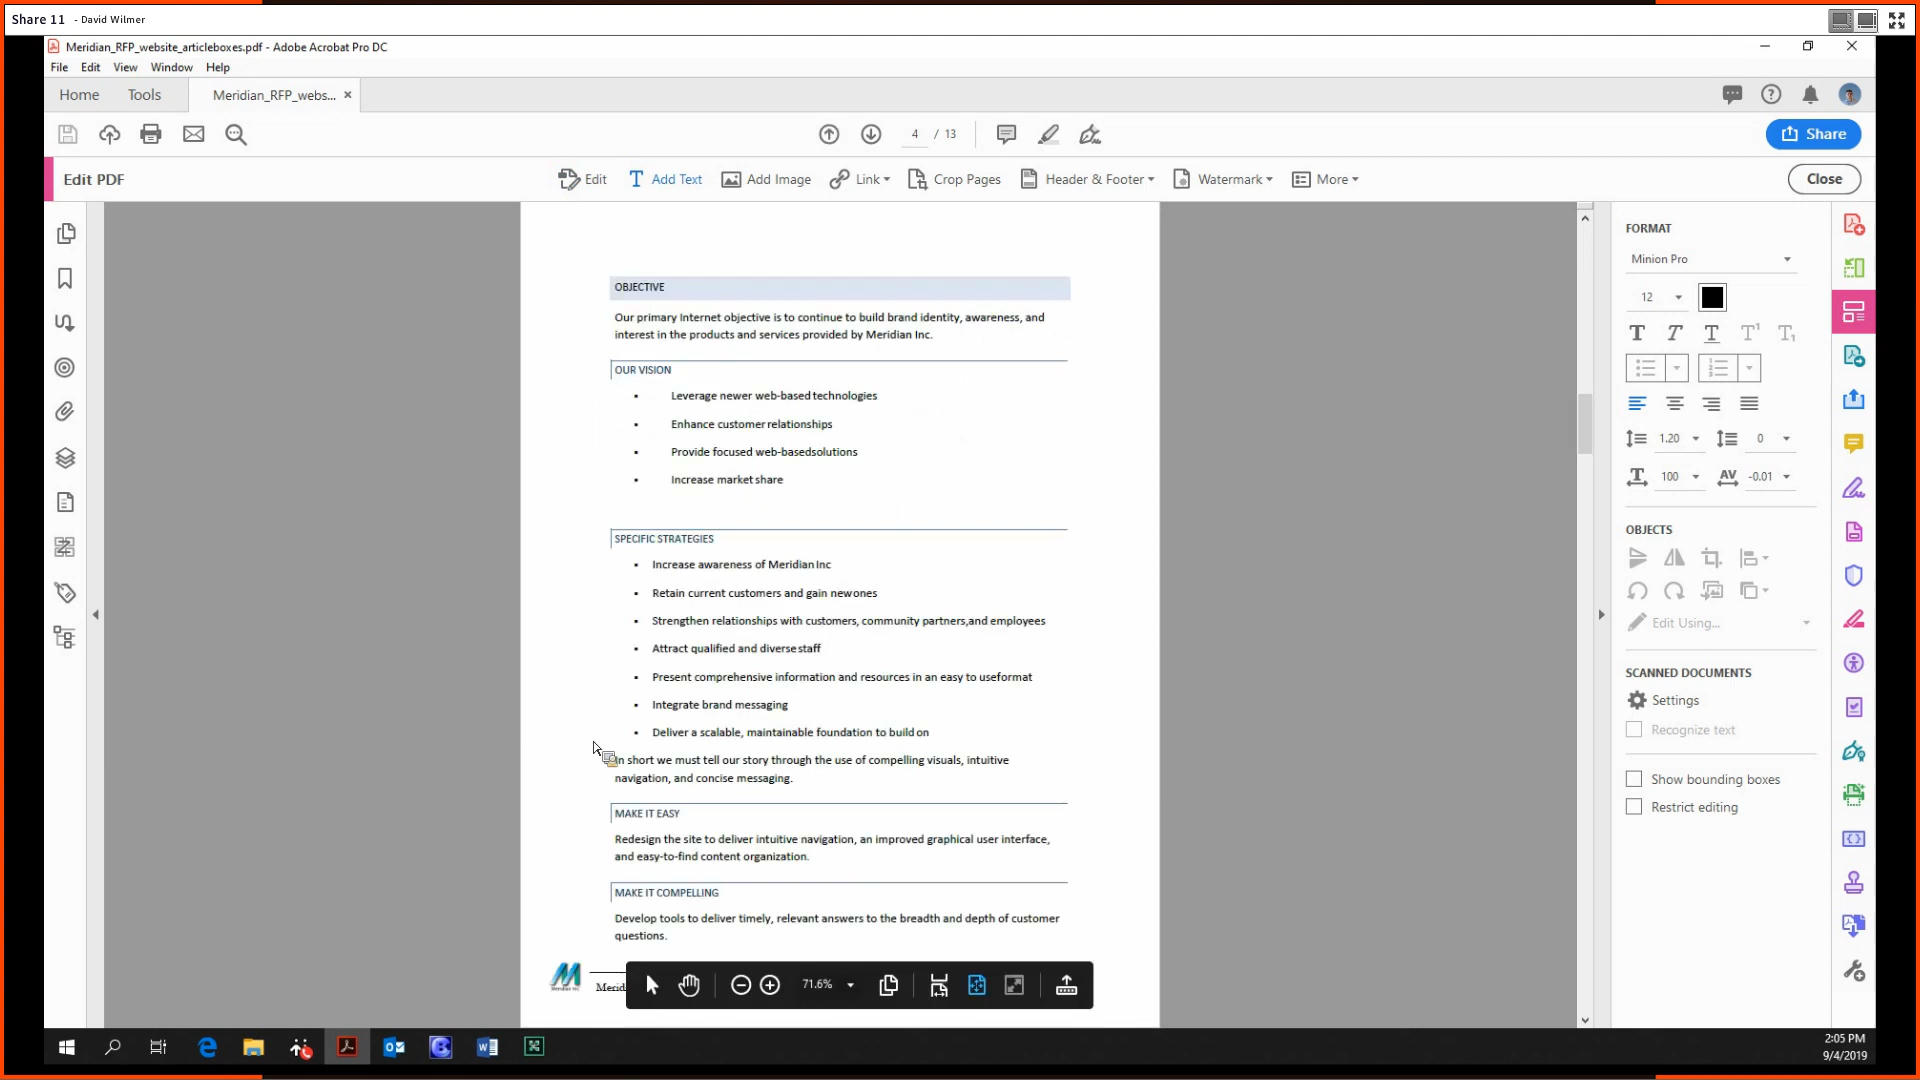 Share 11 - David Wilmer
Meridian_RFP_website_articleboxes.pdf - Adobe Acrobat Pro DC
File Edit View Window Help
Home Tools Meridian_RFP_webs... ×
4 / 13
Share
Edit PDF
Edit Add Text Add Image Link Crop Pages Header & Footer Watermark More
Close
OBJECTIVE
Our primary Internet objective is to continue to build brand identity, awareness, and
interest in the products and services provided by Meridian Inc.
OUR VISION
▪ Leverage newer web-based technologies
▪ Enhance customer relationships
▪ Provide focused web-basedsolutions
▪ Increase market share
SPECIFIC STRATEGIES
▪ Increase awareness of Meridian Inc
▪ Retain current customers and gain newones
▪ Strengthen relationships with customers, community partners,and employees
▪ Attract qualified and diverse staff
▪ Present comprehensive information and resources in an easy to useformat
▪ Integrate brand messaging
▪ Deliver a scalable, maintainable foundation to build on
In short we must tell our story through the use of compelling visuals, intuitive
navigation, and concise messaging.
MAKE IT EASY
Redesign the site to deliver intuitive navigation, an improved graphical user interface,
and easy-to-find content organization.
MAKE IT COMPELLING
Develop tools to deliver timely, relevant answers to the breadth and depth of customer
questions.
Meridian Inc
Merid
71.6%
FORMAT
Minion Pro
12
T T T T¹ T₁
1.20 0
100 AV -0.01
OBJECTS
Edit Using...
SCANNED DOCUMENTS
Settings
Recognize text
Show bounding boxes
Restrict editing
2:05 PM
9/4/2019